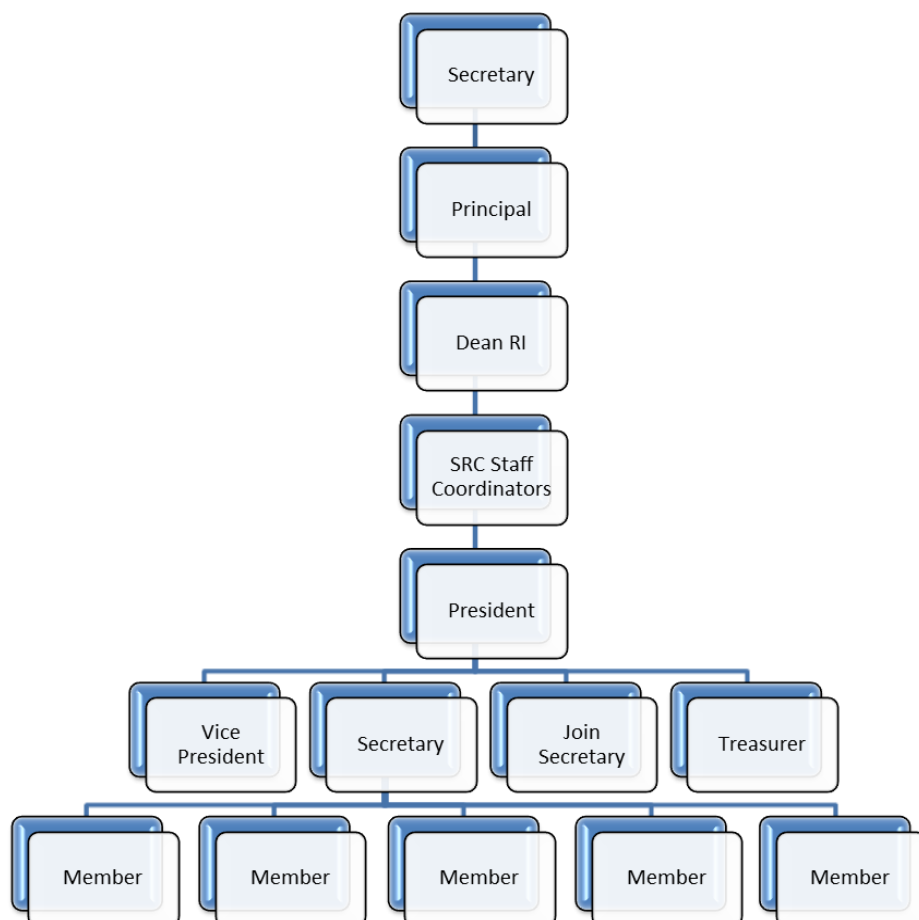 Secretary
Principal
Dean RI
SRC Staff
Coordinators
President
Vice
President
Secretary
Join
Secretary
Treasurer
Member
Member
Member
Member
Member